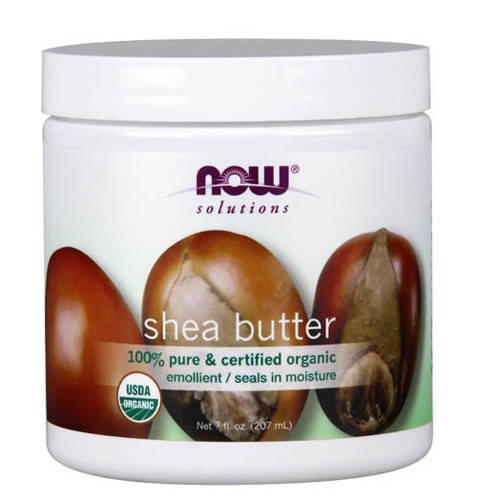 now®
solutions
shea butter
100% pure & certified organic
emollient / seals in moisture
USDA
ORGANIC
Net 7 fl. oz. (207 mL)